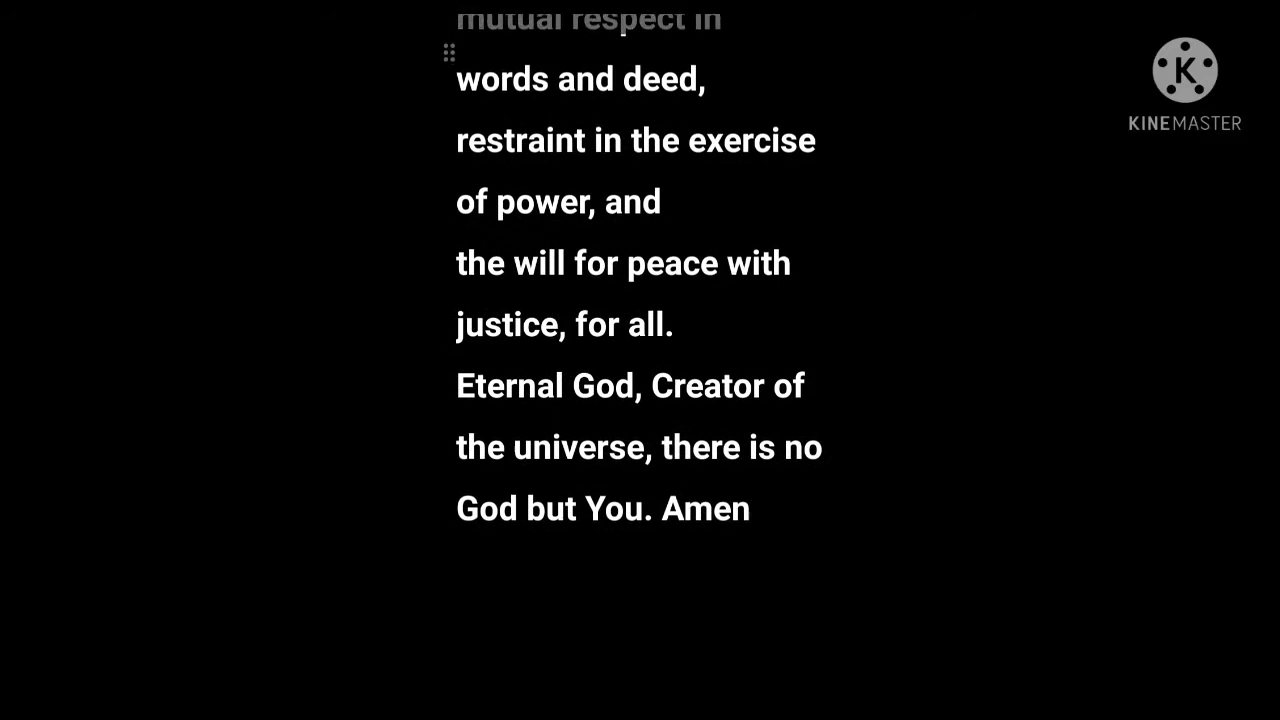 mutual respect in
words and deed,
restraint in the exercise
of power, and
the will for peace with
justice, for all.
Eternal God, Creator of
the universe, there is no
God but You. Amen
K
KINEMASTER